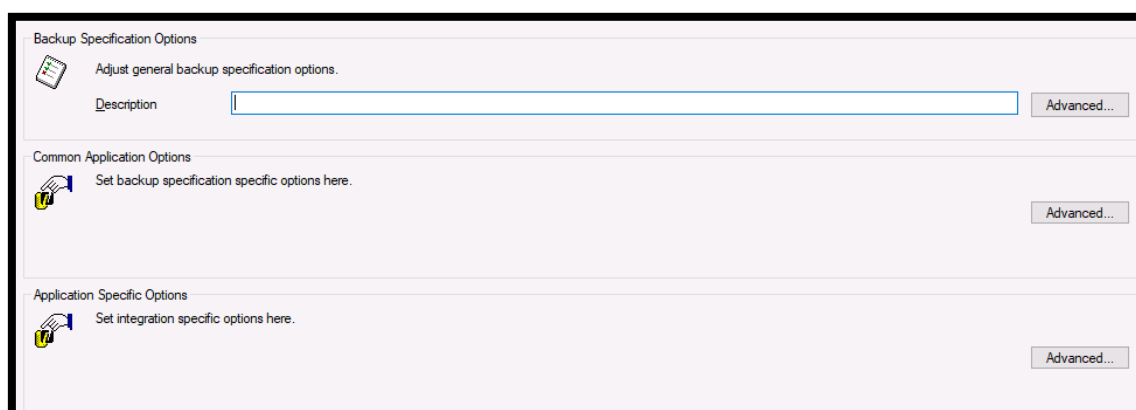 Backup Specification Options
Adjust general backup specification options.
Description
Advanced...
Common Application Options
Set backup specification specific options here.
Advanced...
Application Specific Options
Set integration specific options here.
Advanced...